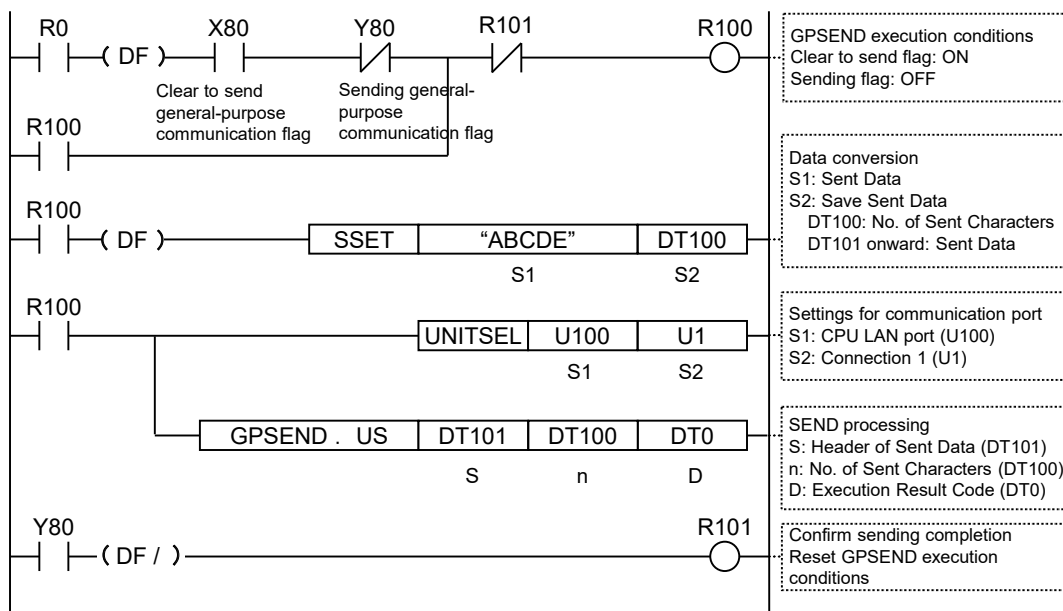 R0 X80 Y80 R101 R100
( DF )
Clear to send
general-purpose
communication flag
Sending general-
purpose
communication flag
GPSEND execution conditions
Clear to send flag: ON
Sending flag: OFF
R100
R100
( DF ) SSET “ABCDE” DT100
S1 S2
Data conversion
S1: Sent Data
S2: Save Sent Data
DT100: No. of Sent Characters
DT101 onward: Sent Data
R100
UNITSEL U100 U1
S1 S2
Settings for communication port
S1: CPU LAN port (U100)
S2: Connection 1 (U1)
GPSEND . US DT101 DT100 DT0
S n D
SEND processing
S: Header of Sent Data (DT101)
n: No. of Sent Characters (DT100)
D: Execution Result Code (DT0)
Y80 R101
( DF / )
Confirm sending completion
Reset GPSEND execution
conditions